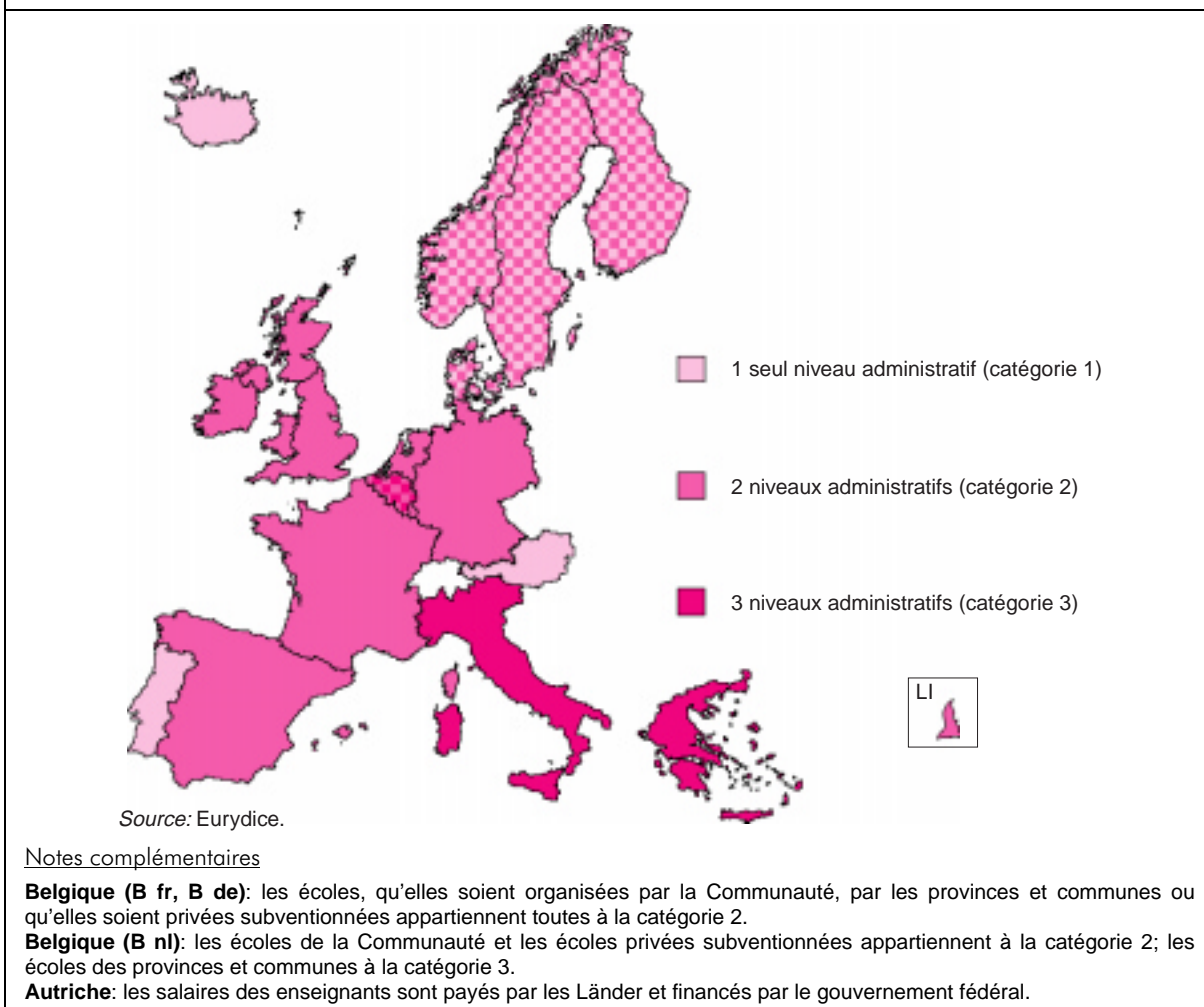 1 seul niveau administratif (catégorie 1)
2 niveaux administratifs (catégorie 2)
3 niveaux administratifs (catégorie 3)
LI
Source: Eurydice.
Notes complémentaires
Belgique (B fr, B de): les écoles, qu’elles soient organisées par la Communauté, par les provinces et communes ou
qu’elles soient privées subventionnées appartiennent toutes à la catégorie 2.
Belgique (B nl): les écoles de la Communauté et les écoles privées subventionnées appartiennent à la catégorie 2; les
écoles des provinces et communes à la catégorie 3.
Autriche: les salaires des enseignants sont payés par les Länder et financés par le gouvernement fédéral.